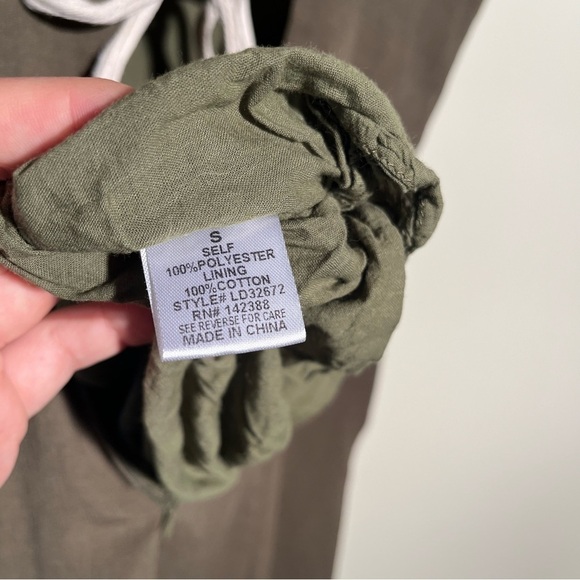 S
SELF
100%POLYESTER
LINING
100%COTTON
STYLE# LD32672
RN# 142388
SEE REVERSE FOR CARE
MADE IN CHINA